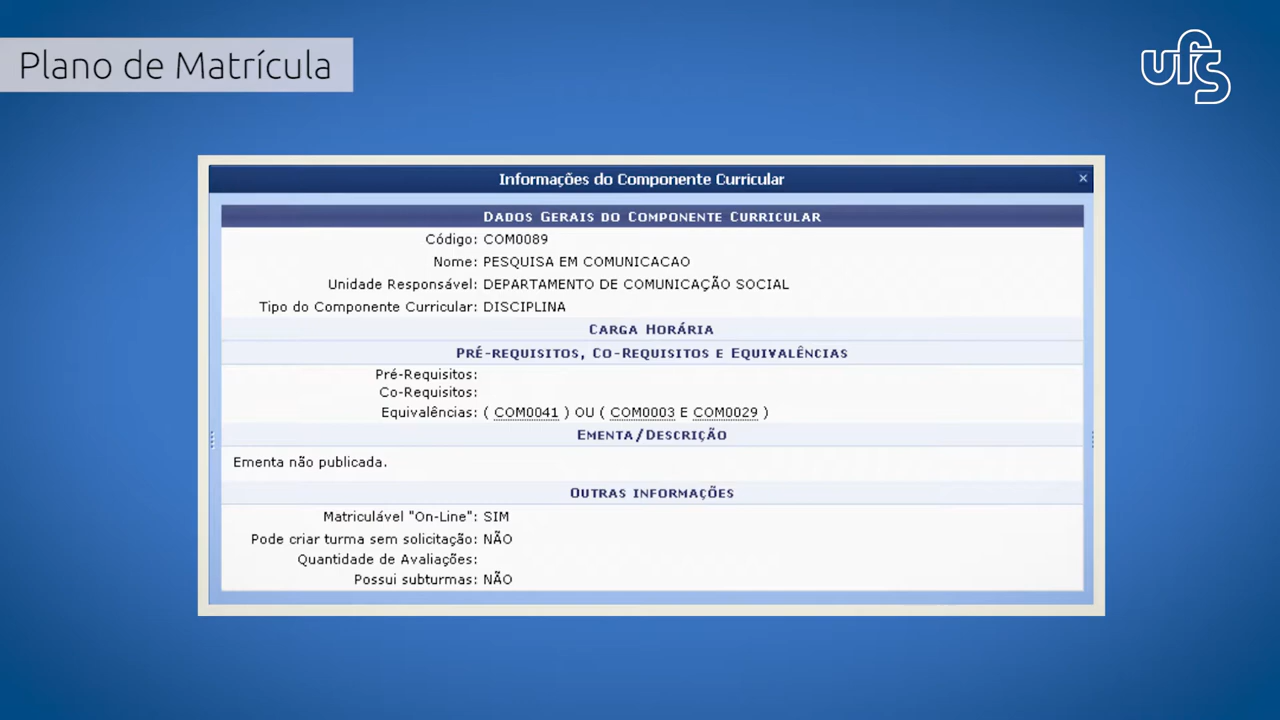 Plano de Matrícula
ufs
Informações do Componente Curricular
×
DADOS GERAIS DO COMPONENTE CURRICULAR
Código: COM0089
Nome: PESQUISA EM COMUNICACAO
Unidade Responsável: DEPARTAMENTO DE COMUNICAÇÃO SOCIAL
Tipo do Componente Curricular: DISCIPLINA
CARGA HORÁRIA
PRÉ-REQUISITOS, CO-REQUISITOS E EQUIVALÊNCIAS
Pré-Requisitos:
Co-Requisitos:
Equivalências: ( COM0041 ) OU ( COM0003 E COM0029 )
EMENTA/DESCRIÇÃO
Ementa não publicada.
OUTRAS INFORMAÇÕES
Matriculável "On-Line": SIM
Pode criar turma sem solicitação: NÃO
Quantidade de Avaliações:
Possui subturmas: NÃO